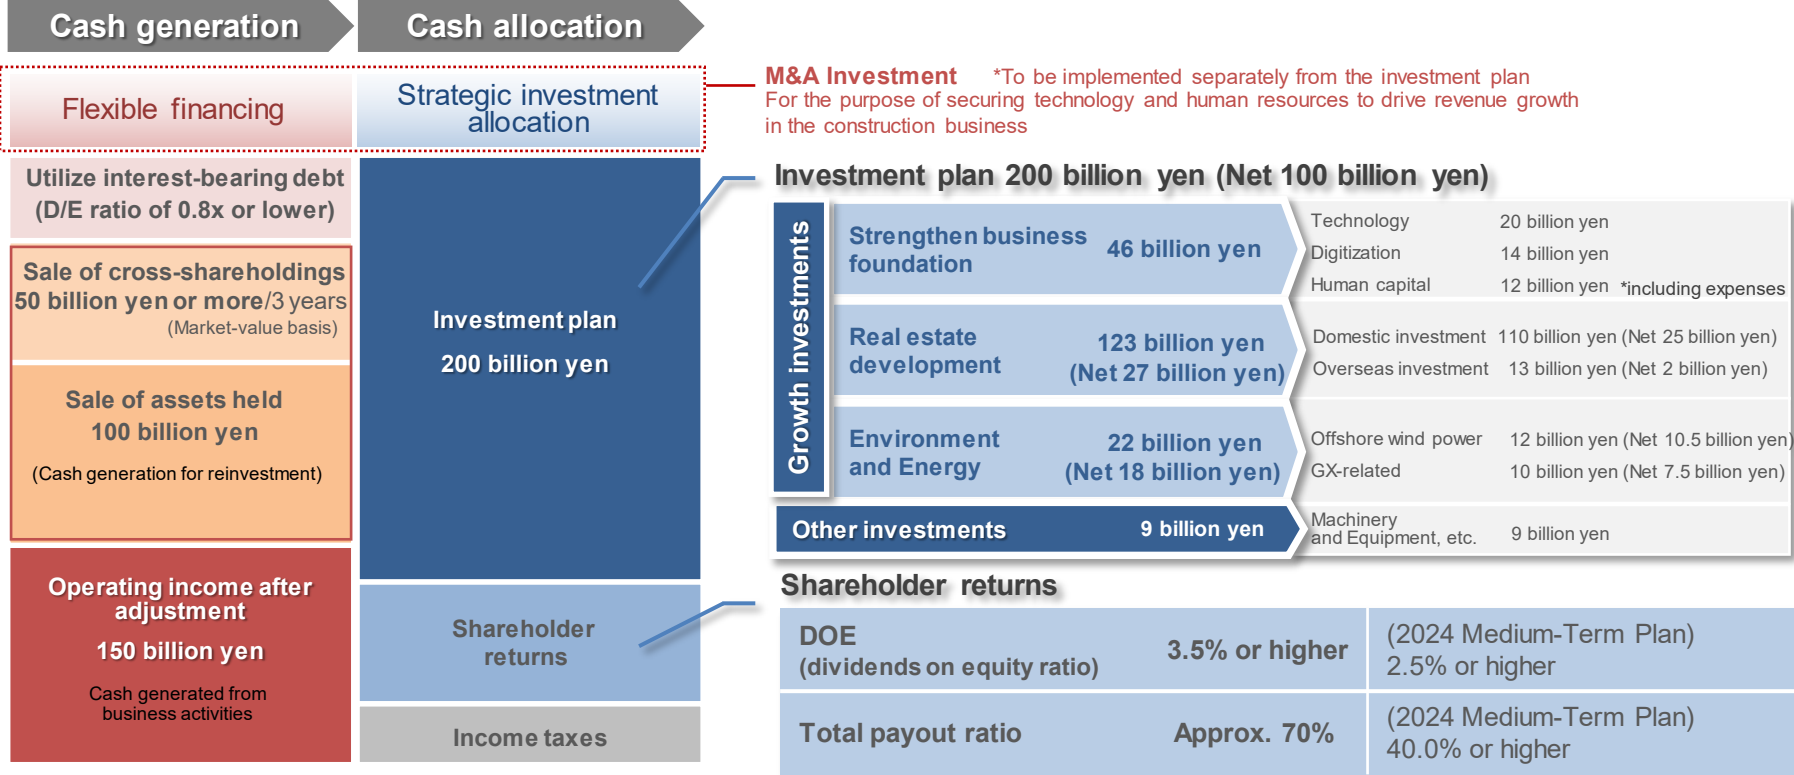 Cash generation
Cash allocation
Flexible financing
Strategic investment
allocation
M&A Investment *To be implemented separately from the investment plan
For the purpose of securing technology and human resources to drive revenue growth
in the construction business
Utilize interest-bearing debt
(D/E ratio of 0.8x or lower)
Sale of cross-shareholdings
50 billion yen or more/3 years
(Market-value basis)
Sale of assets held
100 billion yen
(Cash generation for reinvestment)
Operating income after
adjustment
150 billion yen
Cash generated from
business activities
Investment plan
200 billion yen
Shareholder
returns
Income taxes
Investment plan 200 billion yen (Net 100 billion yen)
Growth investments
Strengthen business
foundation
46 billion yen
Technology 20 billion yen
Digitization 14 billion yen
Human capital 12 billion yen *including expenses
Real estate
development
123 billion yen
(Net 27 billion yen)
Domestic investment 110 billion yen (Net 25 billion yen)
Overseas investment 13 billion yen (Net 2 billion yen)
Environment
and Energy
22 billion yen
(Net 18 billion yen)
Offshore wind power 12 billion yen (Net 10.5 billion yen)
GX-related 10 billion yen (Net 7.5 billion yen)
Other investments 9 billion yen
Machinery
and Equipment, etc. 9 billion yen
Shareholder returns
DOE
(dividends on equity ratio)
3.5% or higher
(2024 Medium-Term Plan)
2.5% or higher
Total payout ratio Approx. 70%
(2024 Medium-Term Plan)
40.0% or higher